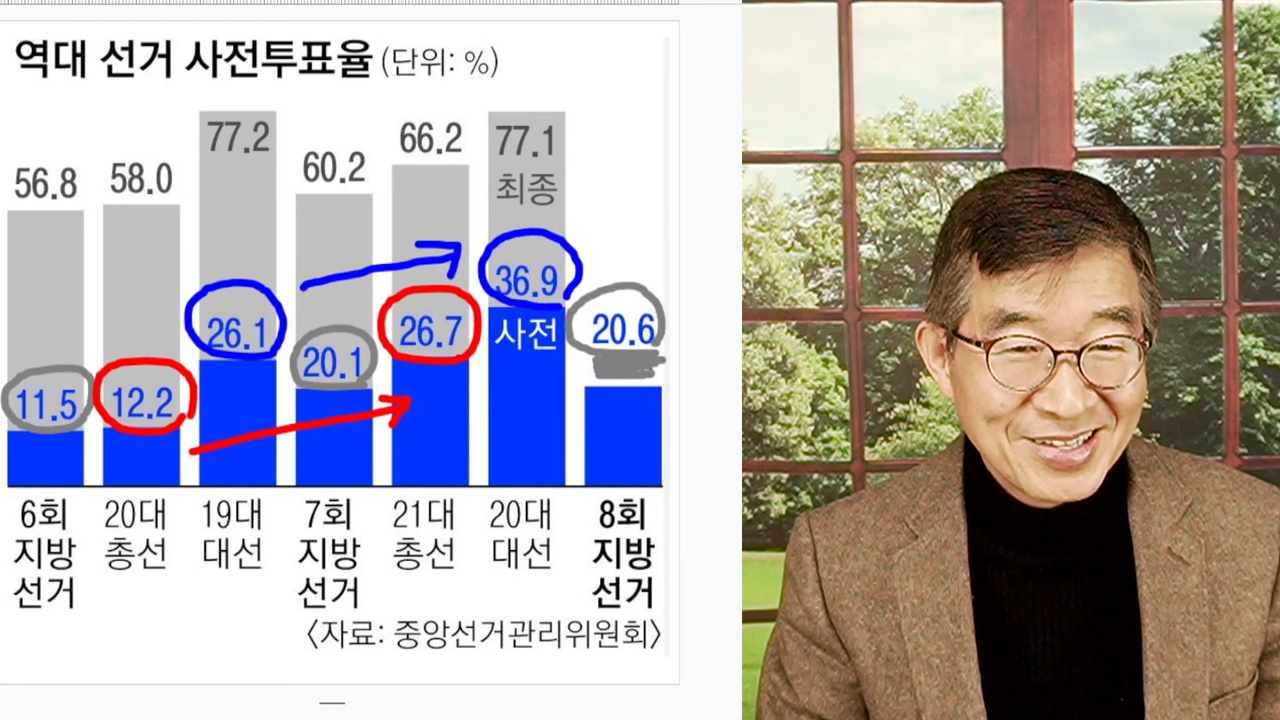 역대 선거 사전투표율 (단위: %)
56.8
58.0
77.2
60.2
66.2
77.1
최종
11.5
12.2
26.1
20.1
26.7
36.9
사전
20.6
6회 지방 선거
20대 총선
19대 대선
7회 지방 선거
21대 총선
20대 대선
8회 지방 선거
〈자료: 중앙선거관리위원회〉